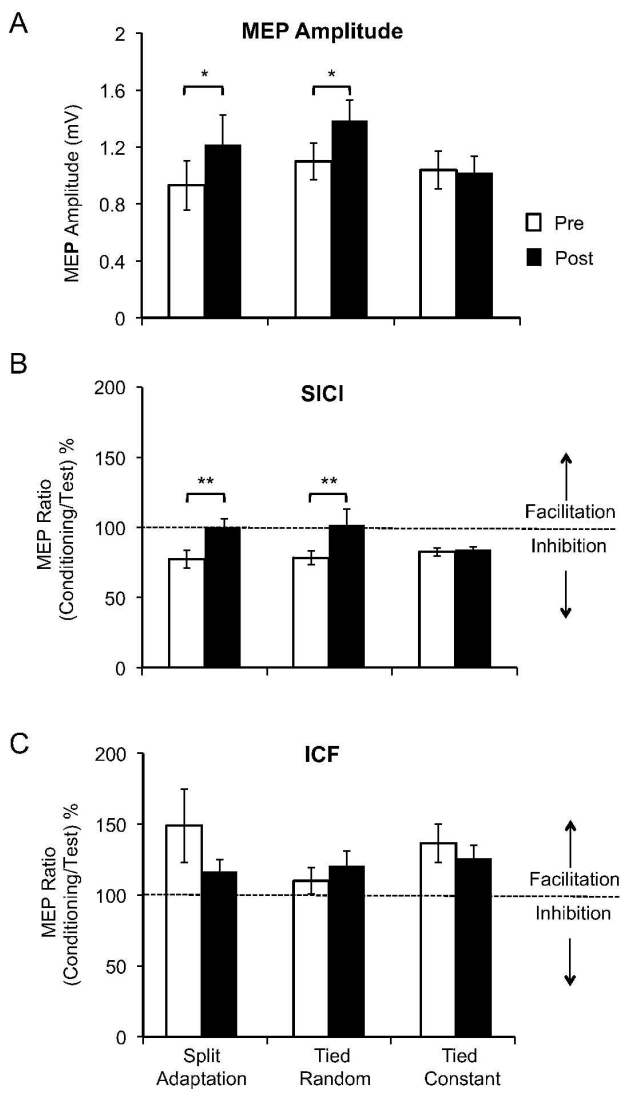 A
MEP Amplitude
2
1.6
1.2
0.8
0.4
0
MEP Amplitude (mV)
*
*
Pre
Post
B
SICI
200
150
100
50
0
MEP Ratio
(Conditioning/Test) %
**
**
Facilitation
Inhibition
C
ICF
200
150
100
50
0
MEP Ratio
(Conditioning/Test) %
Facilitation
Inhibition
Split
Adaptation
Tied
Random
Tied
Constant